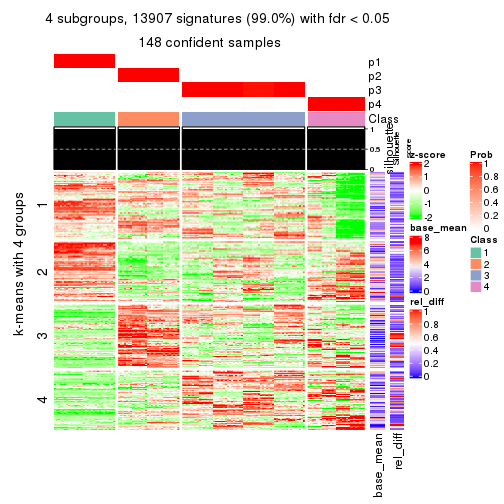 4 subgroups, 13907 signatures (99.0%) with fdr < 0.05
148 confident samples
p1
p2
p3
p4
Class
1
0.5
0
silhouette
Silhouette
score
k-means with 4 groups
1
2
3
4
base_mean
rel_diff
z-score
2
1
0
-1
-2
base_mean
8
6
4
2
0
rel_diff
1
0.8
0.6
0.4
0.2
0
Prob
1
0.8
0.6
0.4
0.2
0
Class
1
2
3
4